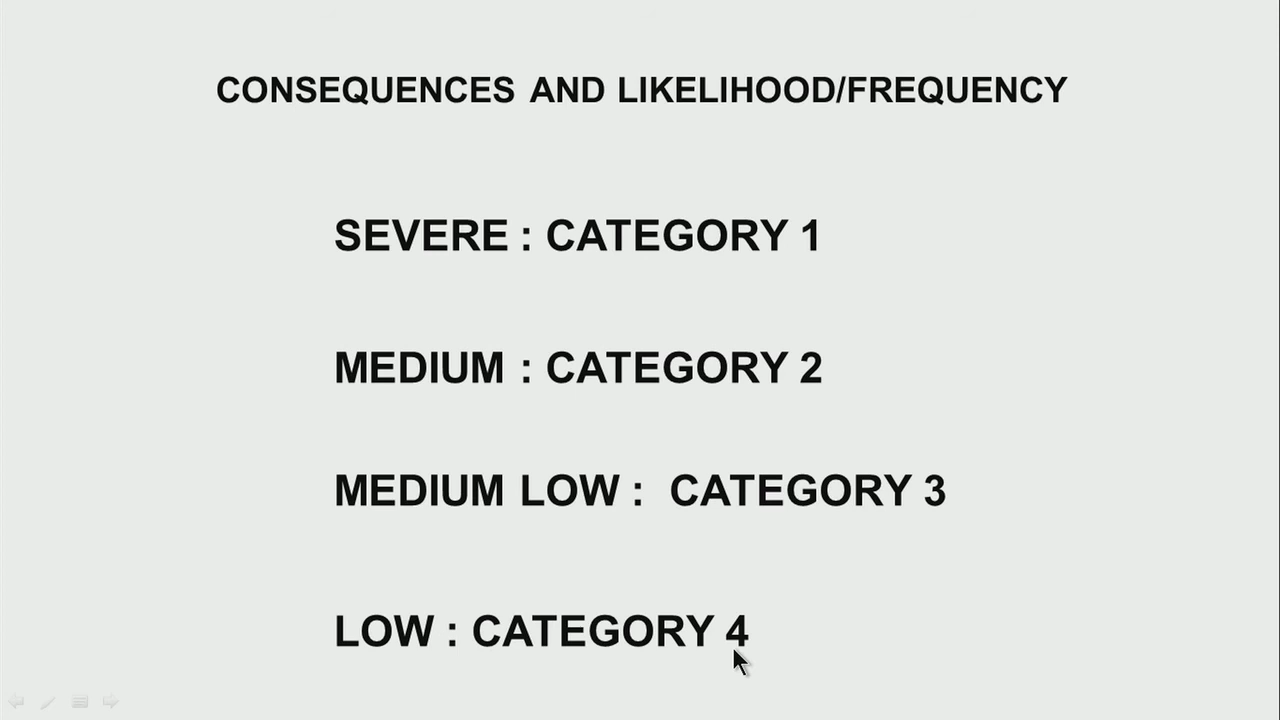 CONSEQUENCES AND LIKELIHOOD/FREQUENCY
SEVERE : CATEGORY 1
MEDIUM : CATEGORY 2
MEDIUM LOW : CATEGORY 3
LOW : CATEGORY 4